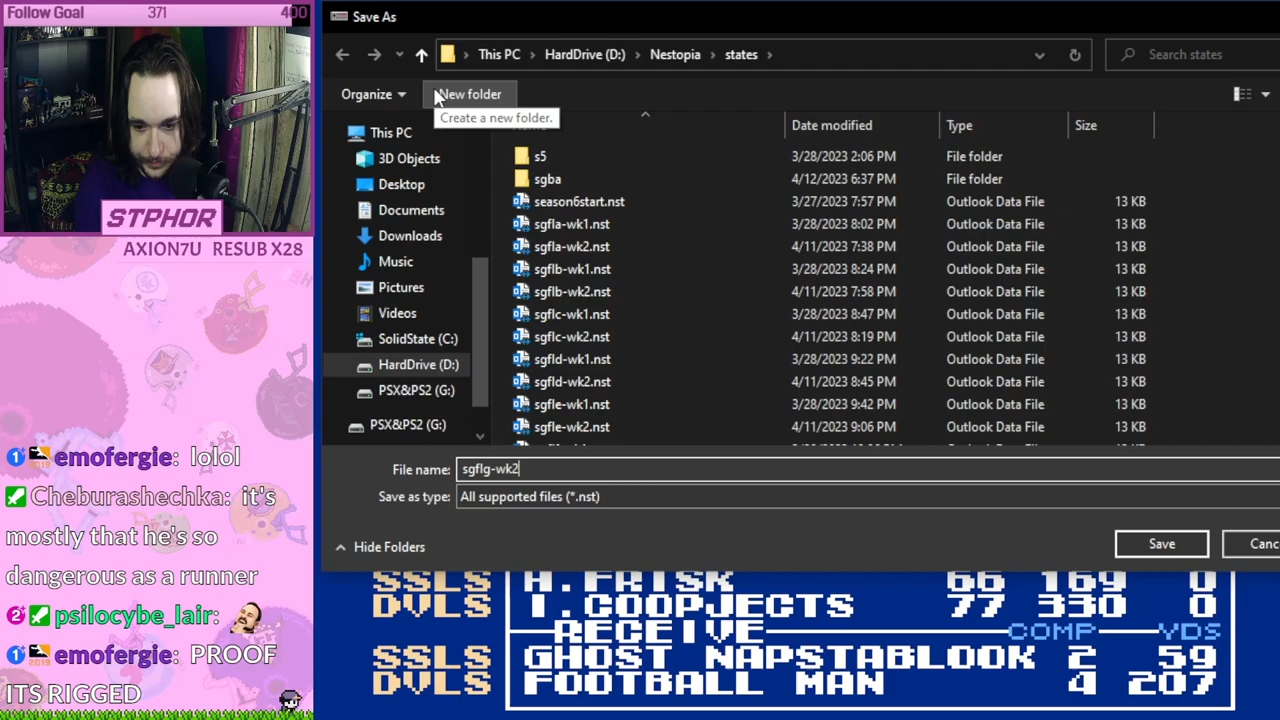 Follow Goal 371 400
STPHOR
AXION7U RESUB X28
emofergie: lolol
Cheburashechka: it's
mostly that he's so
dangerous as a runner
psilocybe_lair:
emofergie: PROOF
ITS RIGGED
Save As
This PC > HardDrive (D:) > Nestopia > states >
Search states
Organize
New folder
Create a new folder.
Date modified
Type
Size
This PC
3D Objects
Desktop
Documents
Downloads
Music
Pictures
Videos
SolidState (C:)
HardDrive (D:)
PSX&PS2 (G:)
PSX&PS2 (G:)
s5 3/28/2023 2:06 PM File folder
sgba 4/12/2023 6:37 PM File folder
season6start.nst 3/27/2023 7:57 PM Outlook Data File 13 KB
sgfla-wk1.nst 3/28/2023 8:02 PM Outlook Data File 13 KB
sgfla-wk2.nst 4/11/2023 7:38 PM Outlook Data File 13 KB
sgflb-wk1.nst 3/28/2023 8:24 PM Outlook Data File 13 KB
sgflb-wk2.nst 4/11/2023 7:58 PM Outlook Data File 13 KB
sgflc-wk1.nst 3/28/2023 8:47 PM Outlook Data File 13 KB
sgflc-wk2.nst 4/11/2023 8:19 PM Outlook Data File 13 KB
sgfld-wk1.nst 3/28/2023 9:22 PM Outlook Data File 13 KB
sgfld-wk2.nst 4/11/2023 8:45 PM Outlook Data File 13 KB
sgfle-wk1.nst 3/28/2023 9:42 PM Outlook Data File 13 KB
sgfle-wk2.nst 4/11/2023 9:06 PM Outlook Data File 13 KB
File name: sgflg-wk2
Save as type: All supported files (*.nst)
Hide Folders
Save
Canc
SSLS H. FRISK 66 169 0
DVLS I. GOOPJECTS 77 330 0
RECEIVE COMP YDS
SSLS GHOST NAPSTABLOOK 2 59
DVLS FOOTBALL MAN 4 207